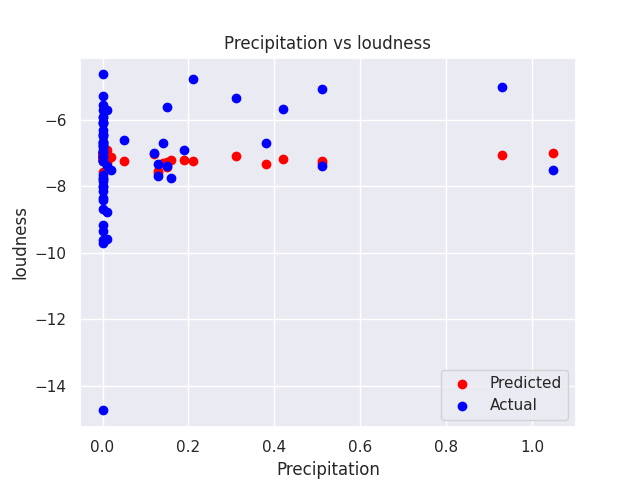 Precipitation vs loudness
−6
−8
−10
−12
−14
loudness
0.0 0.2 0.4 0.6 0.8 1.0
Precipitation
Predicted
Actual